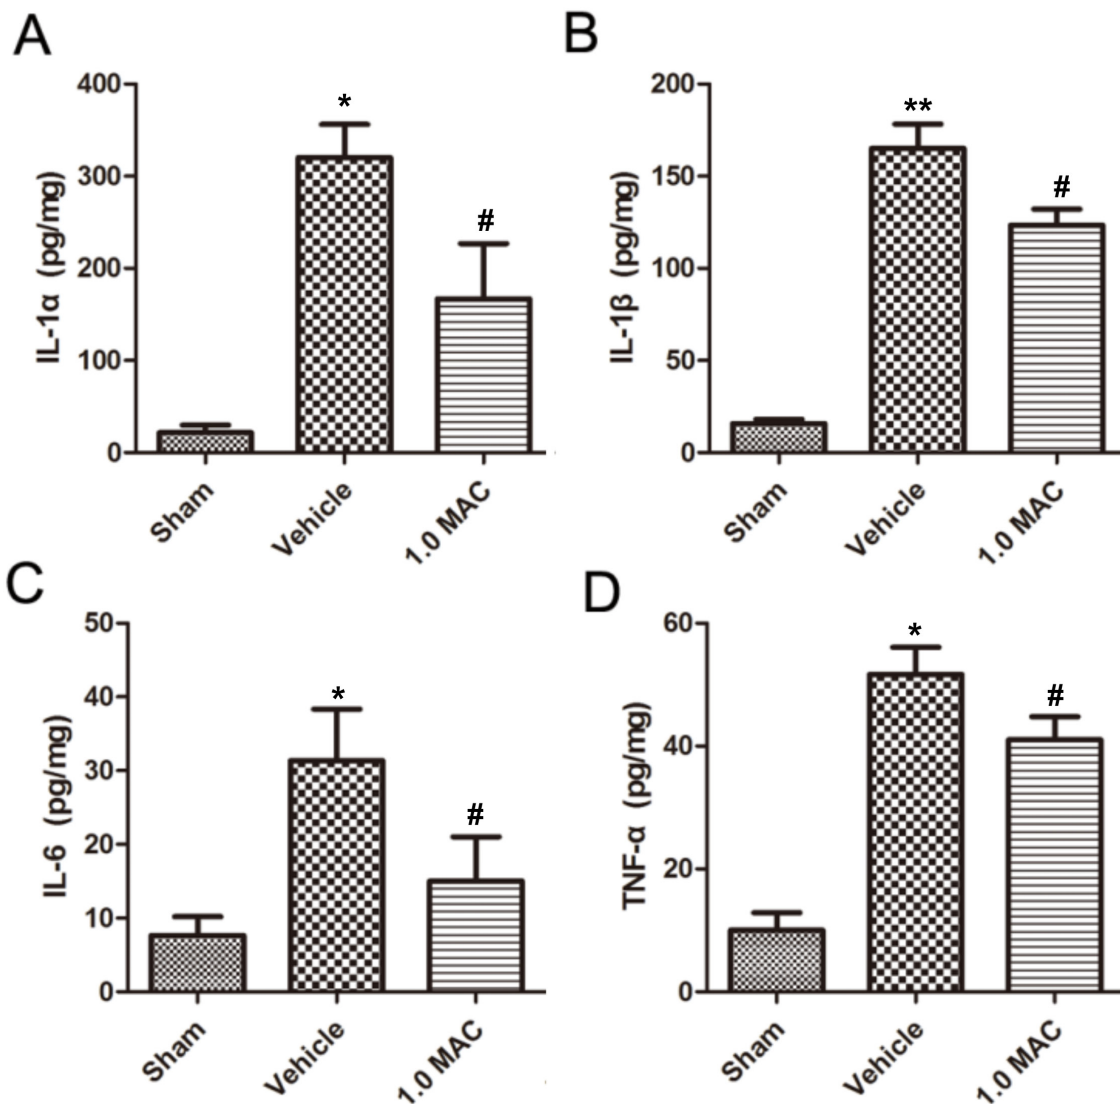 A
IL-1α (pg/mg)
400
300
200
100
0
*
#
Sham
Vehicle
1.0 MAC
B
IL-1β (pg/mg)
200
150
100
50
0
**
#
Sham
Vehicle
1.0 MAC
C
IL-6 (pg/mg)
50
40
30
20
10
0
*
#
Sham
Vehicle
1.0 MAC
D
TNF-α (pg/mg)
60
40
20
0
*
#
Sham
Vehicle
1.0 MAC